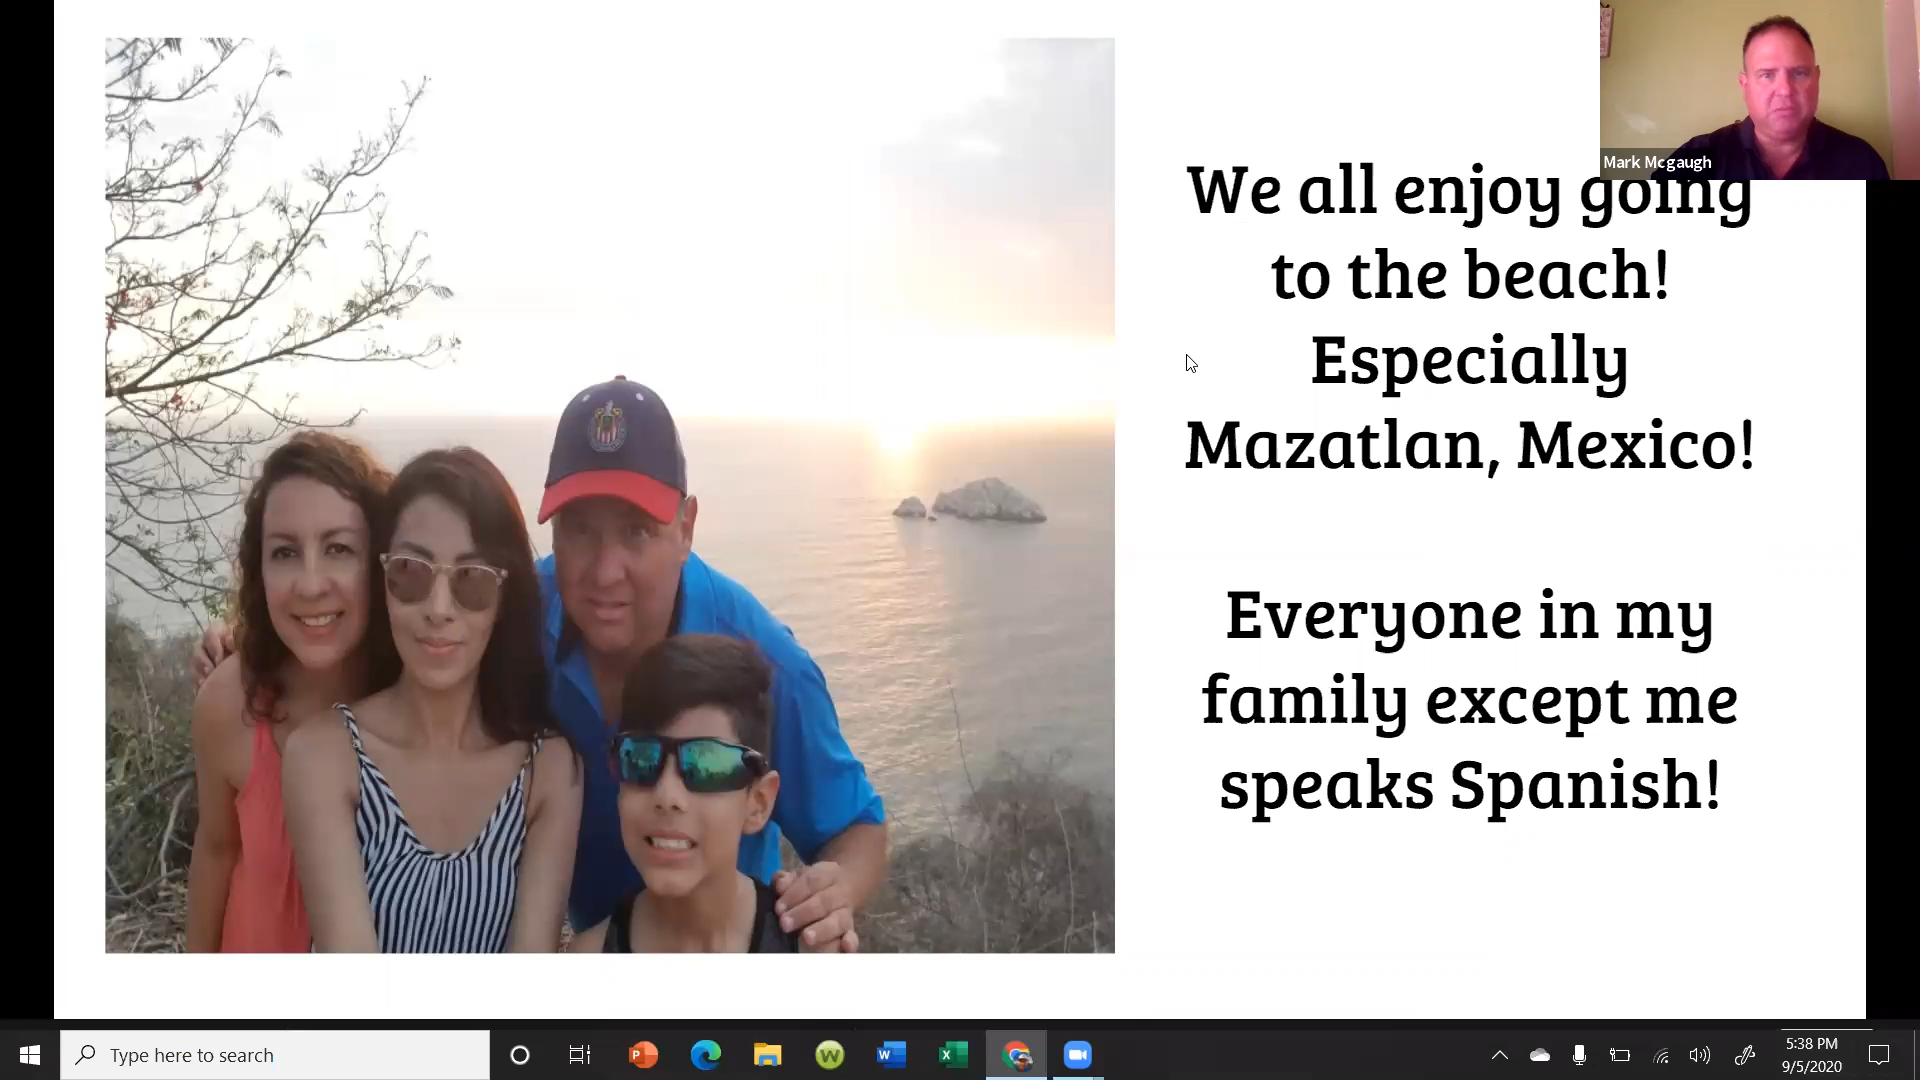 Mark Mcgaugh
We all enjoy going
to the beach!
Especially
Mazatlan, Mexico!
Everyone in my
family except me
speaks Spanish!
Type here to search
5:38 PM
9/5/2020